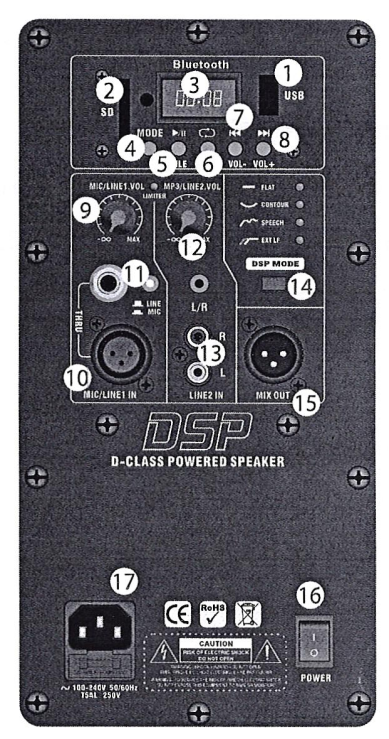 Bluetooth
1
2
3
00:08
USB
SD
7
MODE
4
8
5
6
VOL-
VOL+
MIC/LINE1.VOL
MP3/LINE2.VOL
LIMITER
FLAT
CONTOUR
SPEECH
EXT LF
9
-∞
MAX
12
-∞
MAX
DSP MODE
14
11
LINE
MIC
L/R
THRU
R
13
L
10
MIC/LINE1 IN
LINE2 IN
MIX OUT
15
DSP
D-CLASS POWERED SPEAKER
17
16
CE
RoHS
CAUTION
RISK OF ELECTRIC SHOCK
DO NOT OPEN
POWER
I
O
~ 100-240V 50/60Hz
T5AL 250V